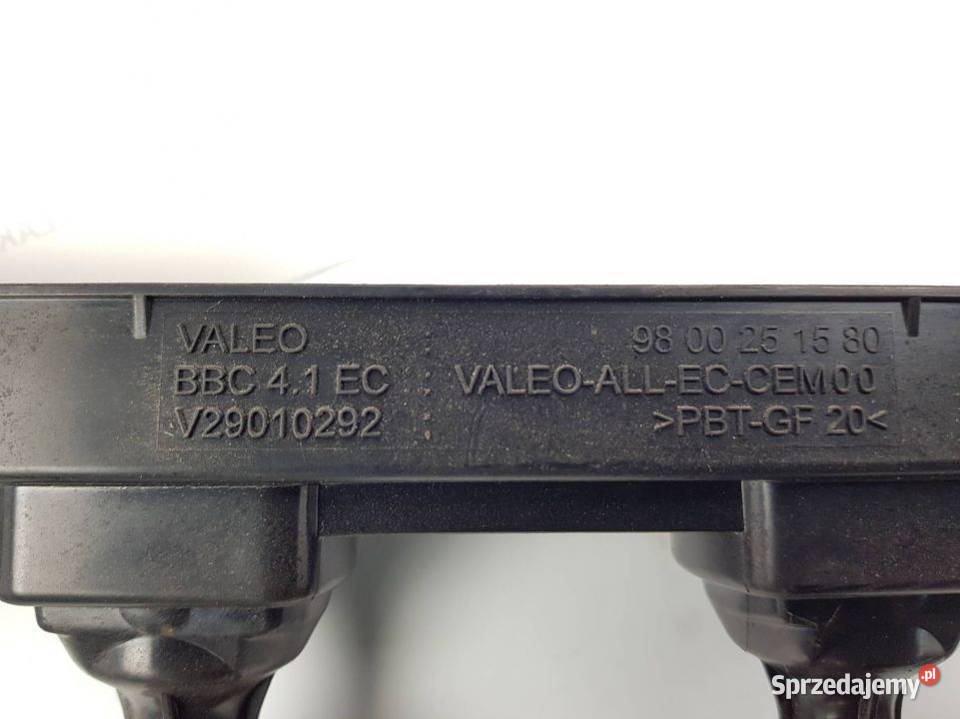 VALEO
BBC 4.1 EC
V29010292
98 00 25 15 80
VALEO-ALL-EC-CEM00
>PBT-GF 20<
Sprzedajemy.pl